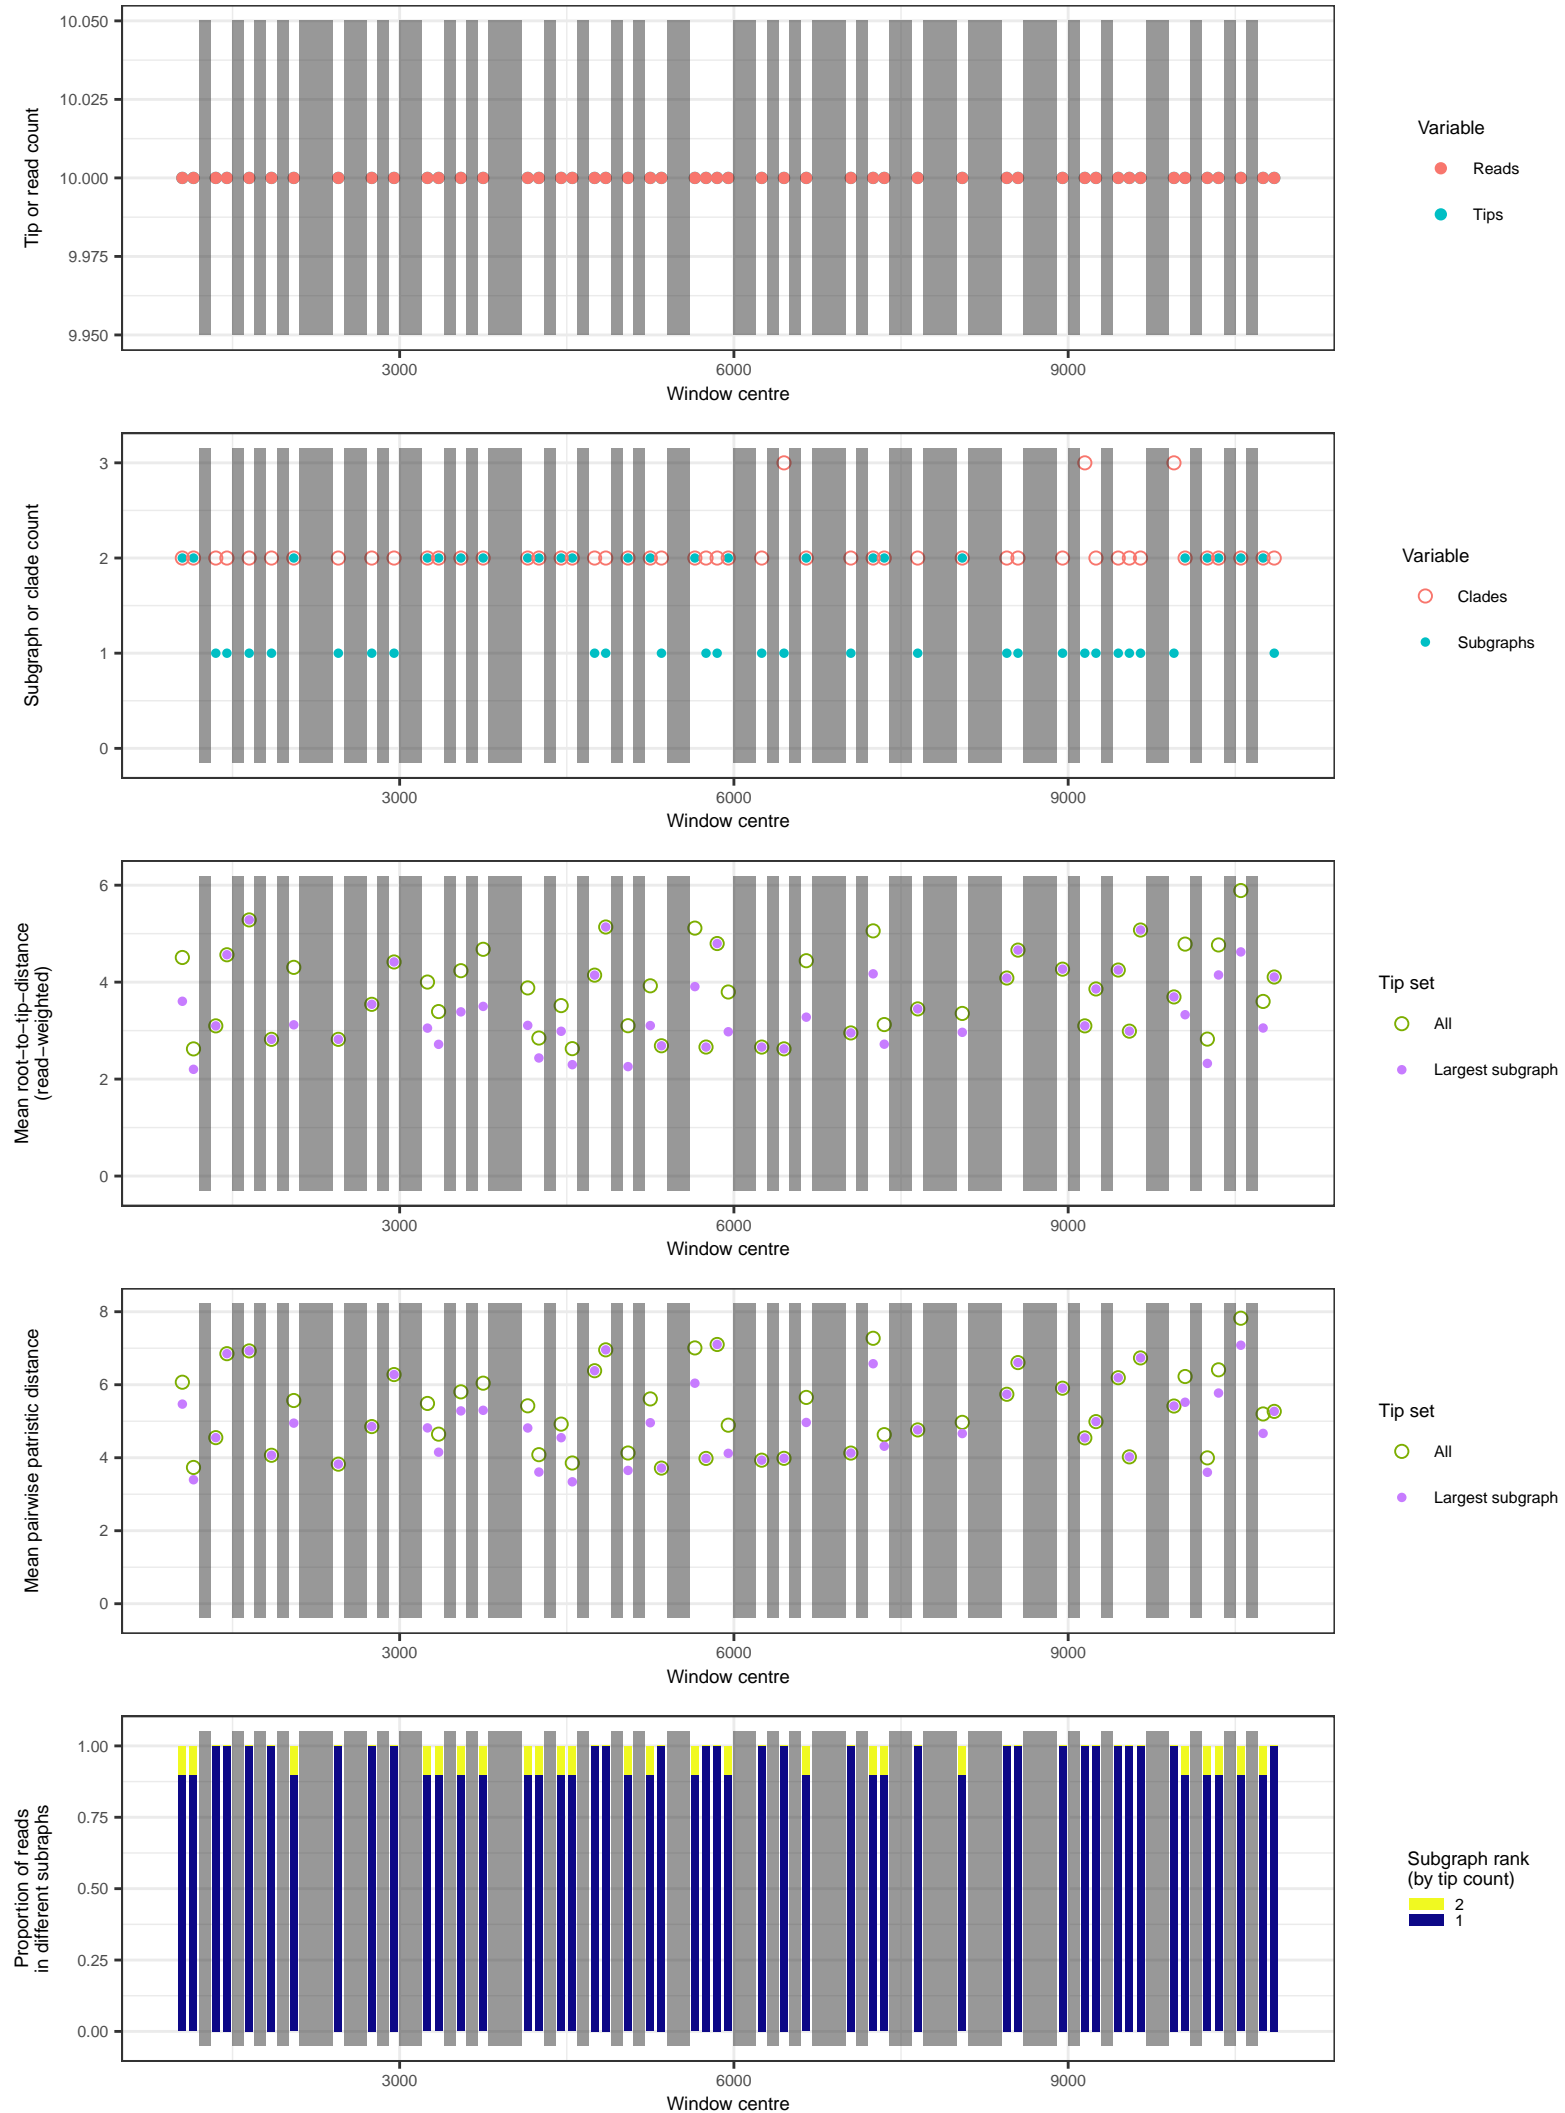 10.050
10.025
10.000
9.975
9.950
Tip or read count
3000
6000
9000
Window centre
Variable
Reads
Tips
3
2
1
0
Subgraph or clade count
3000
6000
9000
Window centre
Variable
Clades
Subgraphs
6
4
2
0
Mean root−to−tip−distance
(read−weighted)
3000
6000
9000
Window centre
Tip set
All
Largest subgraph
8
6
4
2
0
Mean pairwise patristic distance
3000
6000
9000
Window centre
Tip set
All
Largest subgraph
1.00
0.75
0.50
0.25
0.00
Proportion of reads
in different subraphs
3000
6000
9000
Window centre
Subgraph rank
(by tip count)
2
1